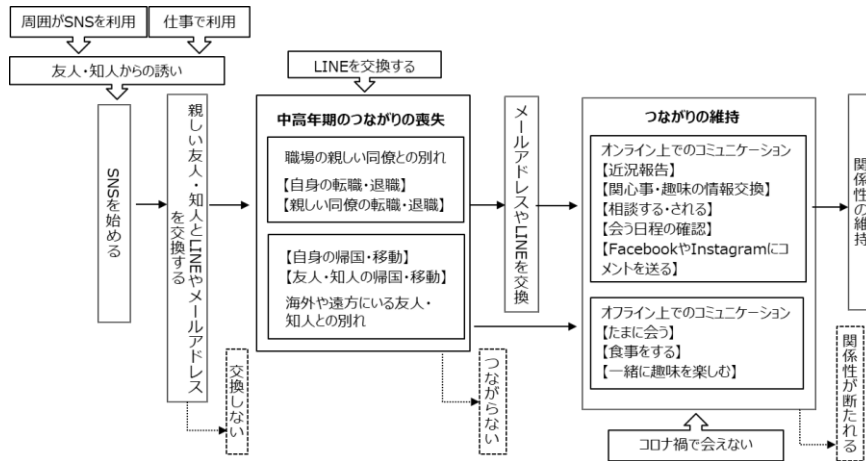 周囲がSNSを利用
仕事で利用
友人・知人からの誘い
SNSを始める
親しい友人・知人とLINEやメールアドレス
を交換する
交換しない
LINEを交換する
中高年期のつながりの喪失
職場の親しい同僚との別れ
【自身の転職・退職】
【親しい同僚の転職・退職】
【自身の帰国・移動】
【友人・知人の帰国・移動】
海外や遠方にいる友人・
知人との別れ
つながらない
メールアドレスやLINEを交換
つながりの維持
オンライン上でのコミュニケーション
【近況報告】
【関心事・趣味の情報交換】
【相談する・される】
【会う日程の確認】
【FacebookやInstagramにコ
メントを送る】
オフライン上でのコミュニケーション
【たまに会う】
【食事をする】
【一緒に趣味を楽しむ】
コロナ禍で会えない
関係性の維持
関係性が断たれる